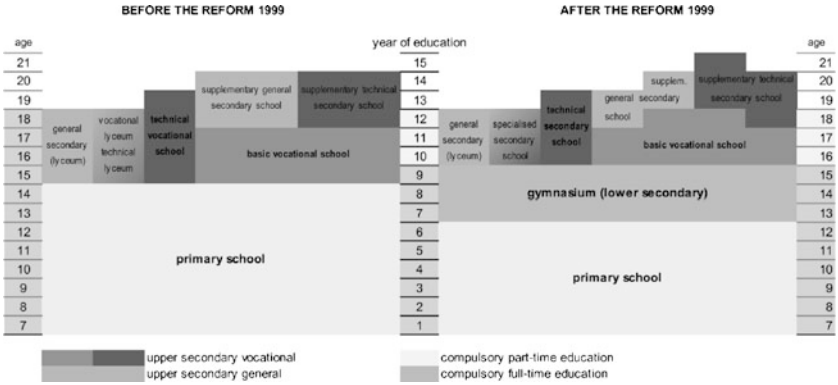 BEFORE THE REFORM 1999
AFTER THE REFORM 1999
age
year of education
age
21
20
19
18
17
16
15
14
13
12
11
10
9
8
7
supplementary general
secondary school
supplementary technical
secondary school
general
secondary
(lyceum)
vocational
lyceum
technical
lyceum
technical
vocational
school
basic vocational school
primary school
15
14
13
12
11
10
9
8
7
6
5
4
3
2
1
supplem.
general secondary
school
supplementary technical
secondary school
general
secondary
(lyceum)
specialised
secondary
school
technical
secondary
school
basic vocational school
gymnasium (lower secondary)
primary school
21
20
19
18
17
16
15
14
13
12
11
10
9
8
7
upper secondary vocational
upper secondary general
compulsory part-time education
compulsory full-time education